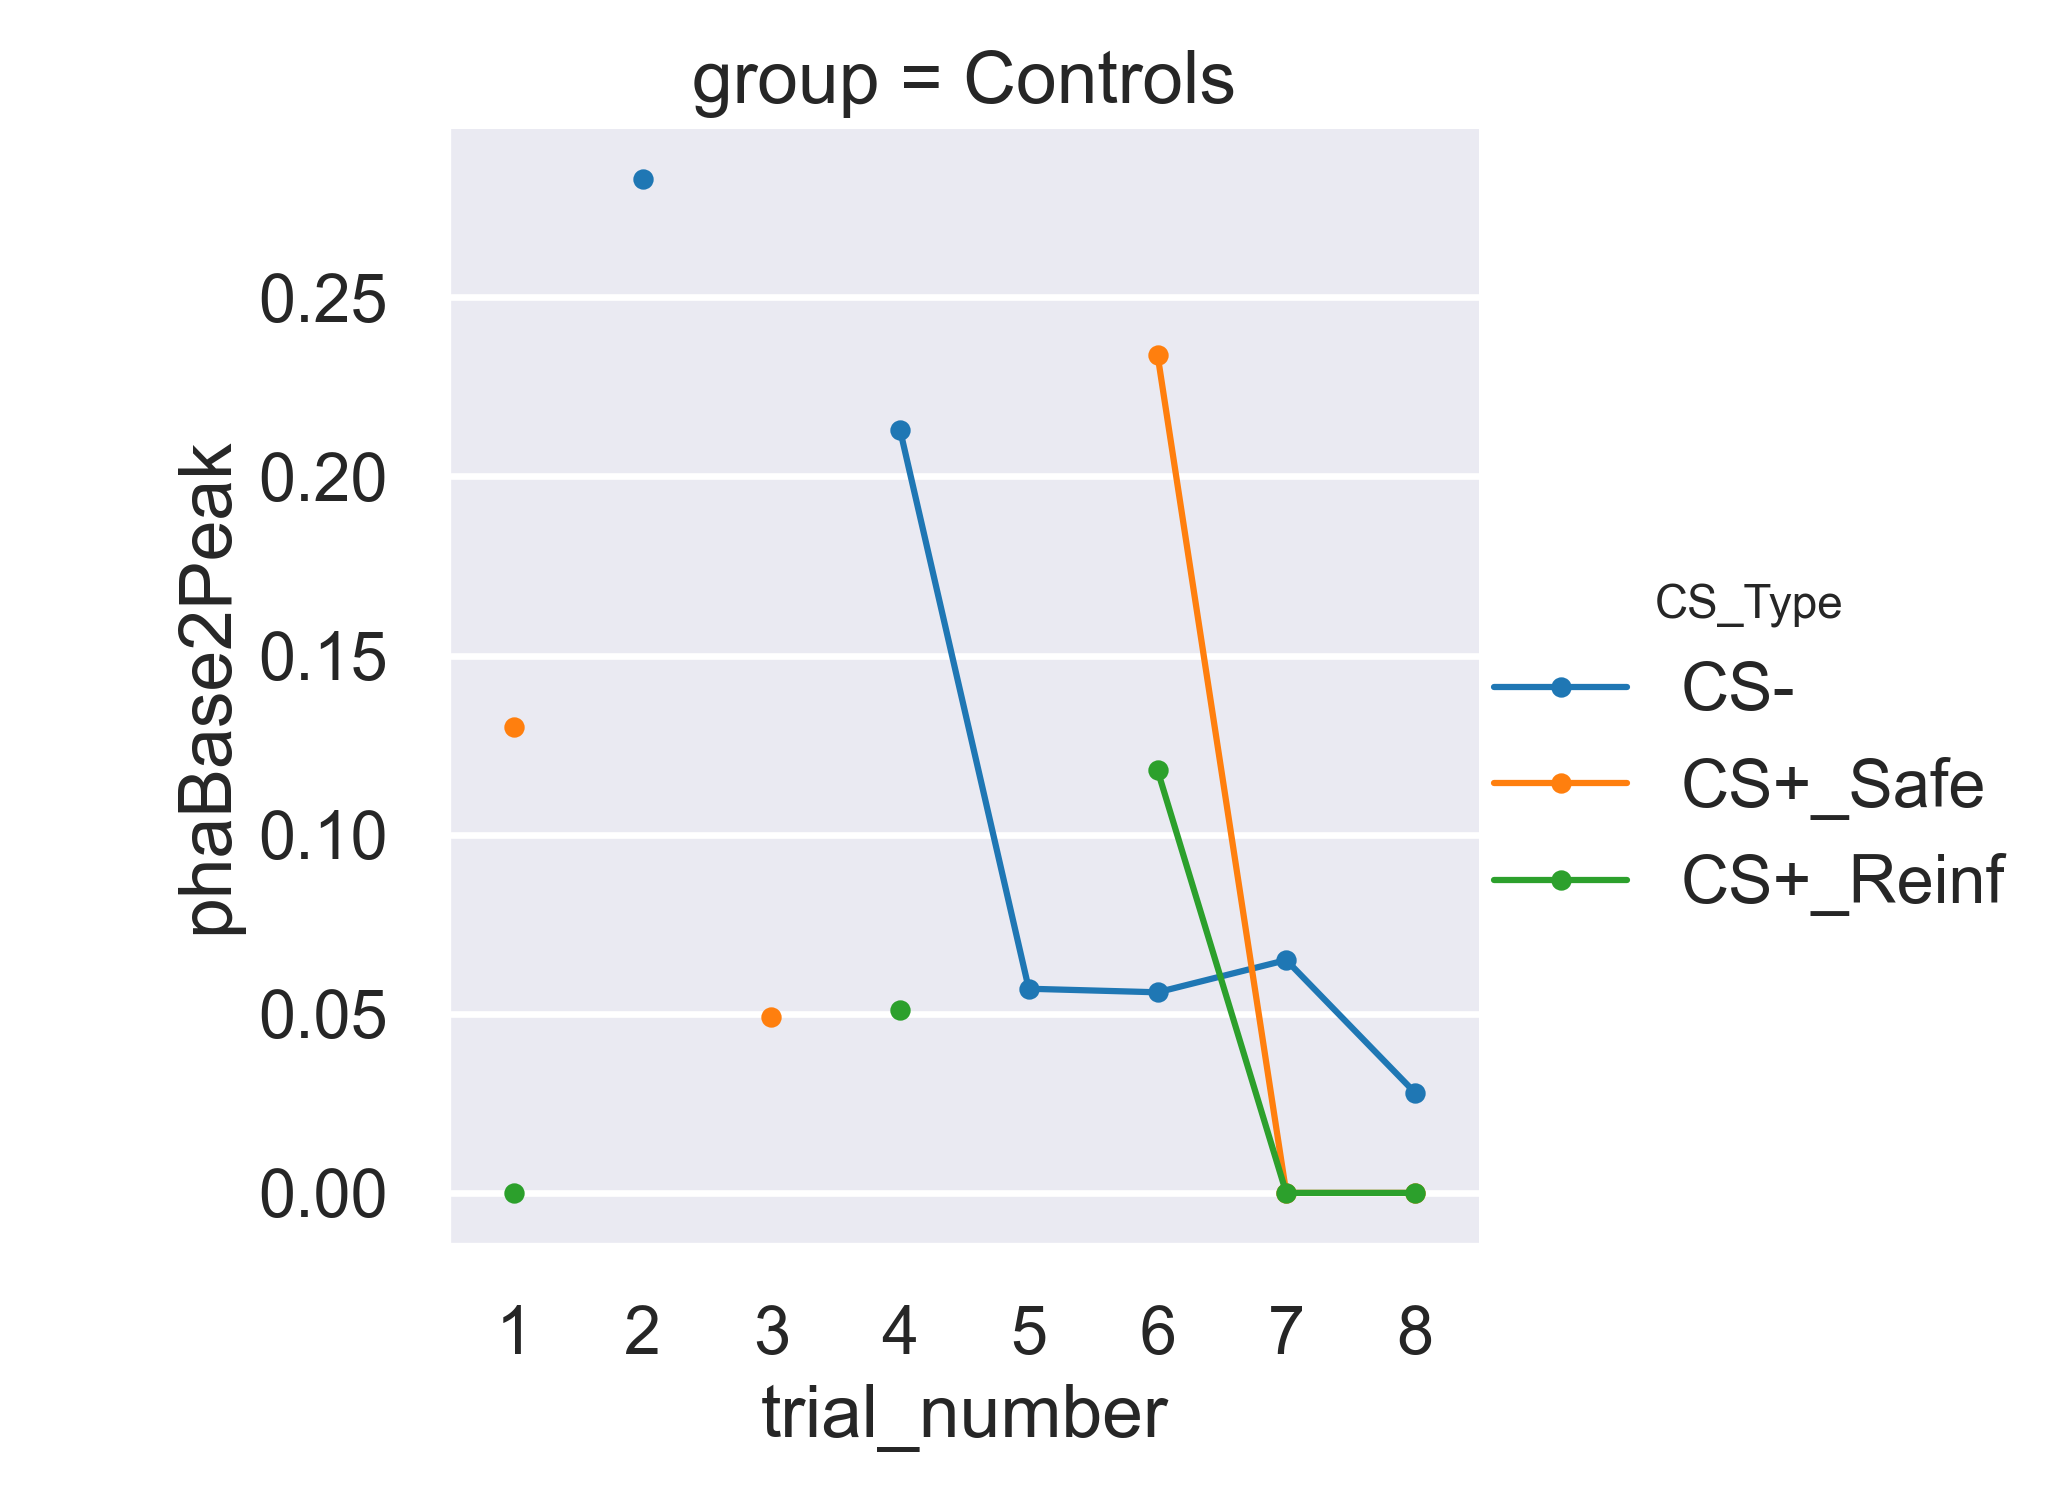 group = Controls
phaBase2Peak
0.25
0.20
0.15
0.10
0.05
0.00
1 2 3 4 5 6 7 8
trial_number
CS_Type
CS-
CS+_Safe
CS+_Reinf